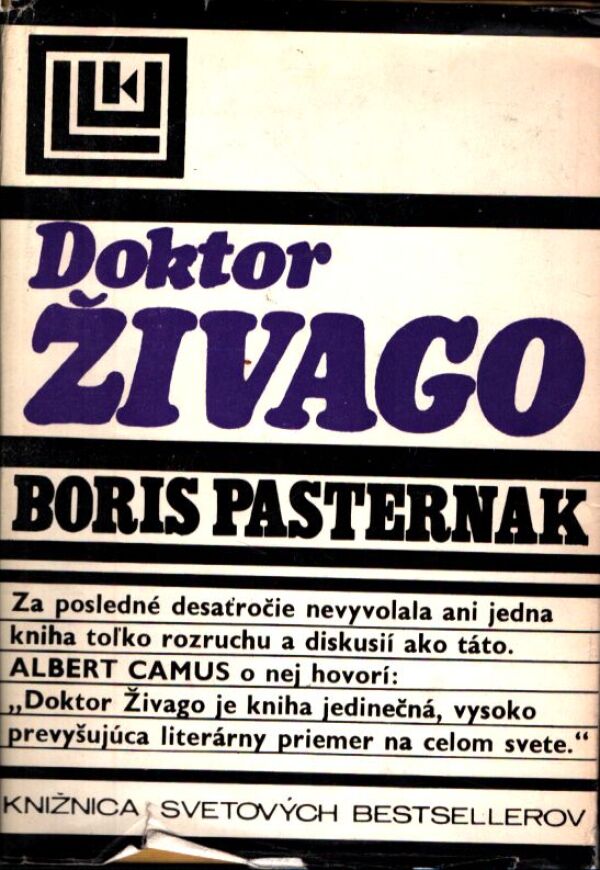 Doktor
ŽIVAGO
BORIS PASTERNAK
Za posledné desaťročie nevyvolala ani jedna
kniha toľko rozruchu a diskusií ako táto.
ALBERT CAMUS o nej hovorí:
„Doktor Živago je kniha jedinečná, vysoko
prevyšujúca literárny priemer na celom svete.“
KNIŽNICA SVETOVÝCH BESTSELLEROV